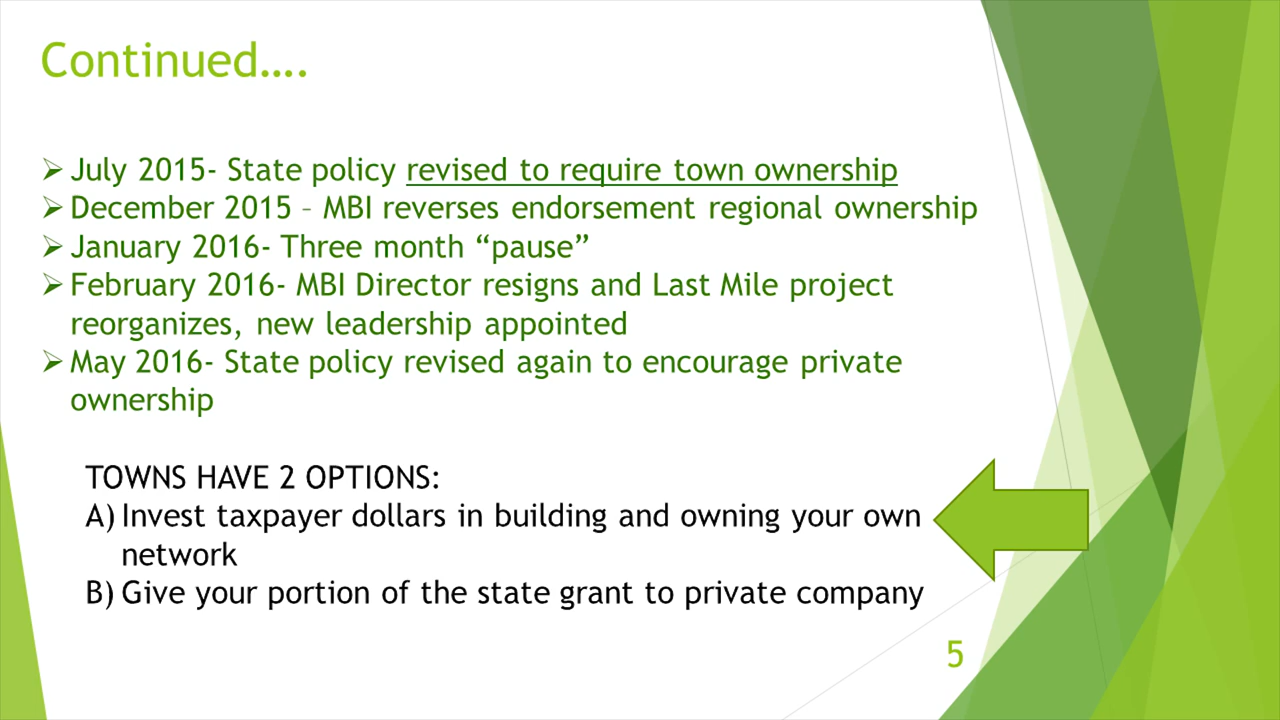 Continued....
➢ July 2015- State policy revised to require town ownership
➢ December 2015 – MBI reverses endorsement regional ownership
➢ January 2016- Three month “pause”
➢ February 2016- MBI Director resigns and Last Mile project
reorganizes, new leadership appointed
➢ May 2016- State policy revised again to encourage private
ownership
TOWNS HAVE 2 OPTIONS:
A) Invest taxpayer dollars in building and owning your own
network
B) Give your portion of the state grant to private company
5